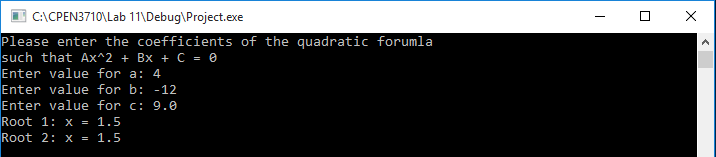 C:\CPEN3710\Lab 11\Debug\Project.exe
Please enter the coefficients of the quadratic forumla
such that Ax^2 + Bx + C = 0
Enter value for a: 4
Enter value for b: -12
Enter value for c: 9.0
Root 1: x = 1.5
Root 2: x = 1.5